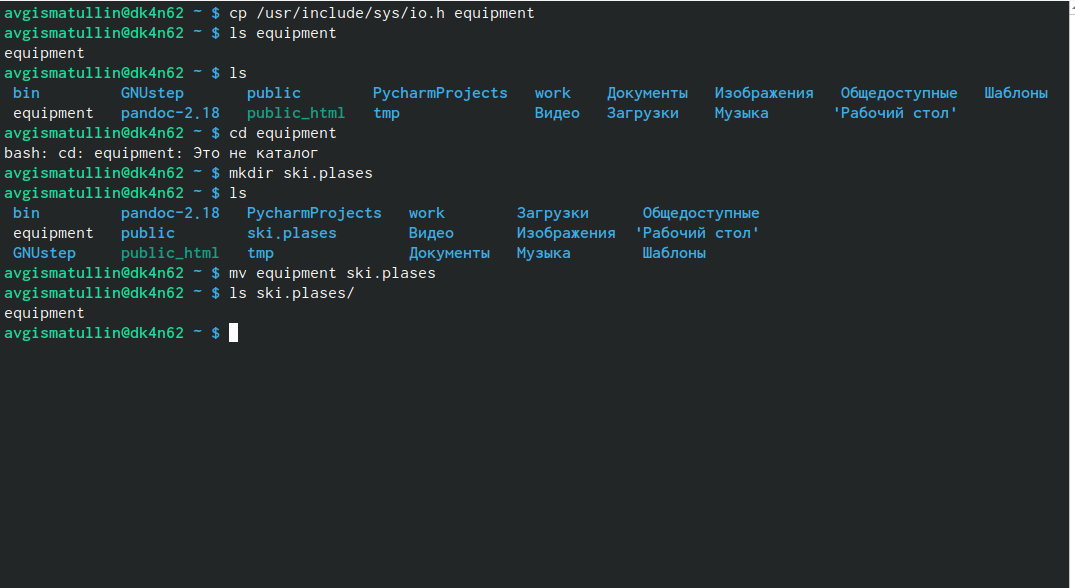 avgismatullin@dk4n62 ~ $ cp /usr/include/sys/io.h equipment
avgismatullin@dk4n62 ~ $ ls equipment
equipment
avgismatullin@dk4n62 ~ $ ls
bin GNUstep public PycharmProjects work Документы Изображения Общедоступные Шаблоны
equipment pandoc-2.18 public_html tmp Видео Загрузки Музыка 'Рабочий стол'
avgismatullin@dk4n62 ~ $ cd equipment
bash: cd: equipment: Это не каталог
avgismatullin@dk4n62 ~ $ mkdir ski.plases
avgismatullin@dk4n62 ~ $ ls
bin pandoc-2.18 PycharmProjects work Загрузки Общедоступные
equipment public ski.plases Видео Изображения 'Рабочий стол'
GNUstep public_html tmp Документы Музыка Шаблоны
avgismatullin@dk4n62 ~ $ mv equipment ski.plases
avgismatullin@dk4n62 ~ $ ls ski.plases/
equipment
avgismatullin@dk4n62 ~ $